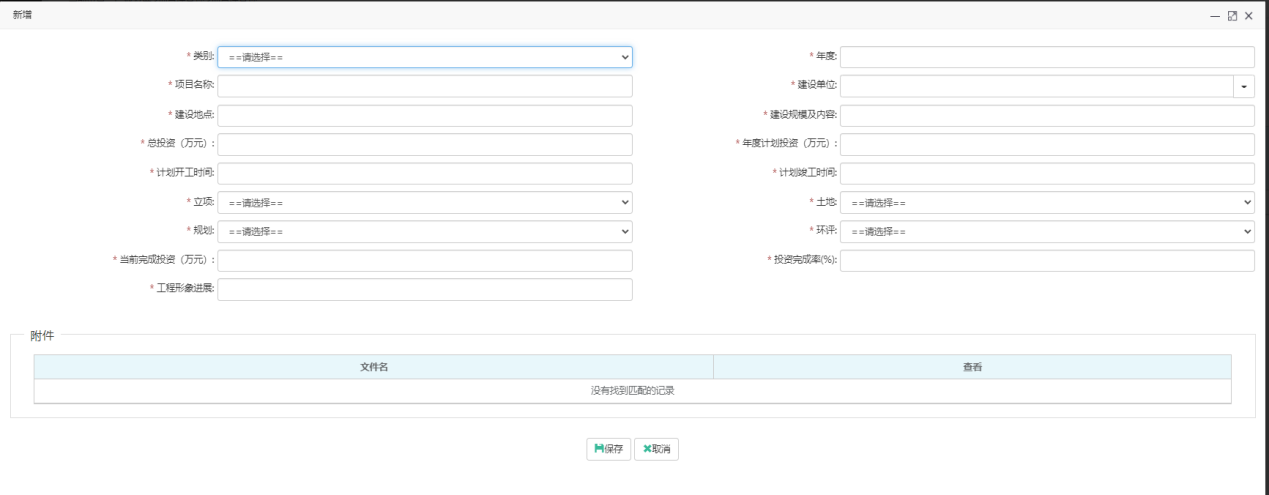 新增
* 类别: ==请选择==
* 年度:
* 项目名称:
* 建设单位:
* 建设地点:
* 建设规模及内容:
* 总投资（万元）:
* 年度计划投资（万元）:
* 计划开工时间:
* 计划竣工时间:
* 立项: ==请选择==
* 土地: ==请选择==
* 规划: ==请选择==
* 环评: ==请选择==
* 当前完成投资（万元）:
* 投资完成率(%):
* 工程形象进展:
附件
文件名 查看
没有找到匹配的记录
保存 取消